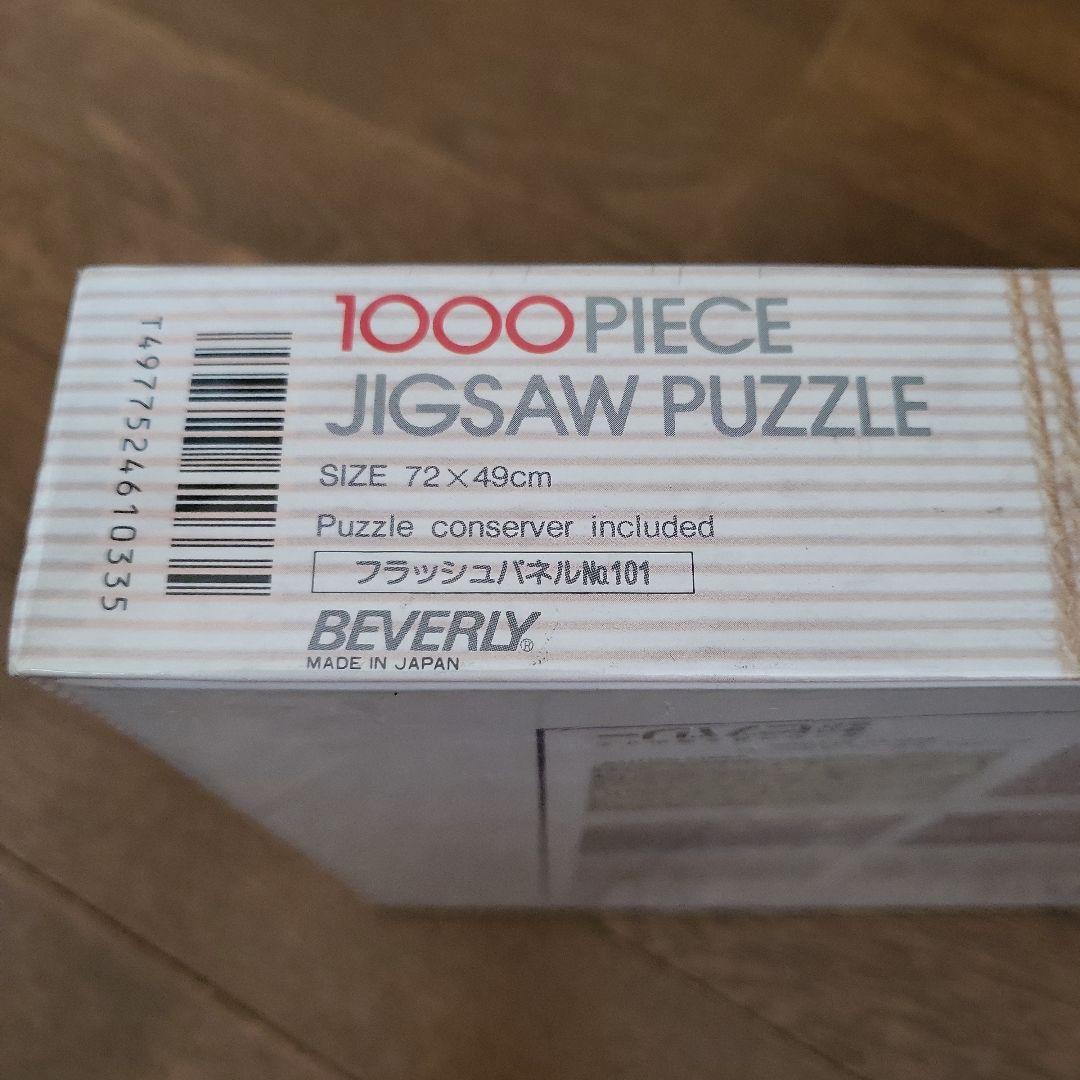 1000PIECE
JIGSAW PUZZLE
SIZE 72×49cm
Puzzle conserver included
フラッシュパネルNo.101
BEVERLY®
MADE IN JAPAN
T4977524610335